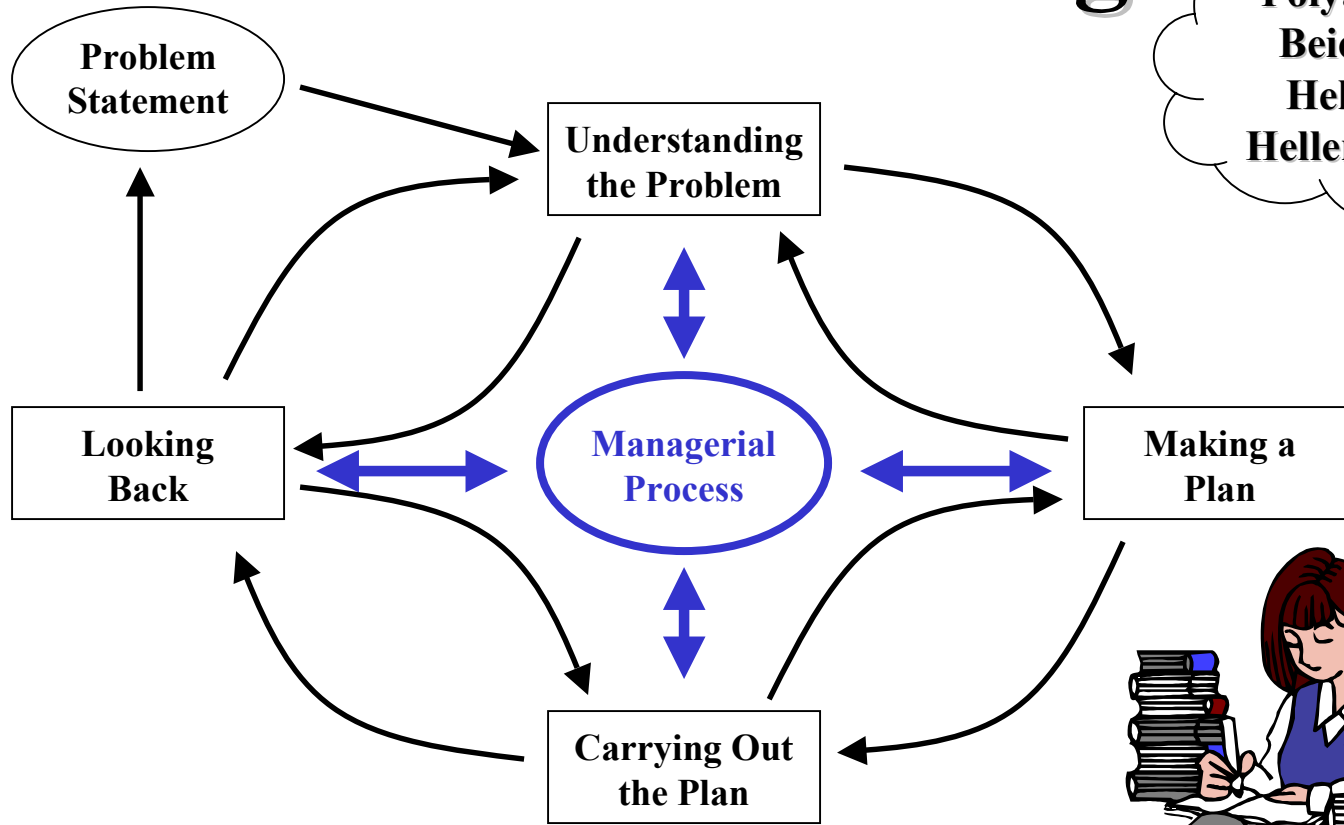 Problem
Statement
Understanding
the Problem
Looking
Back
Managerial
Process
Making a
Plan
Carrying Out
the Plan